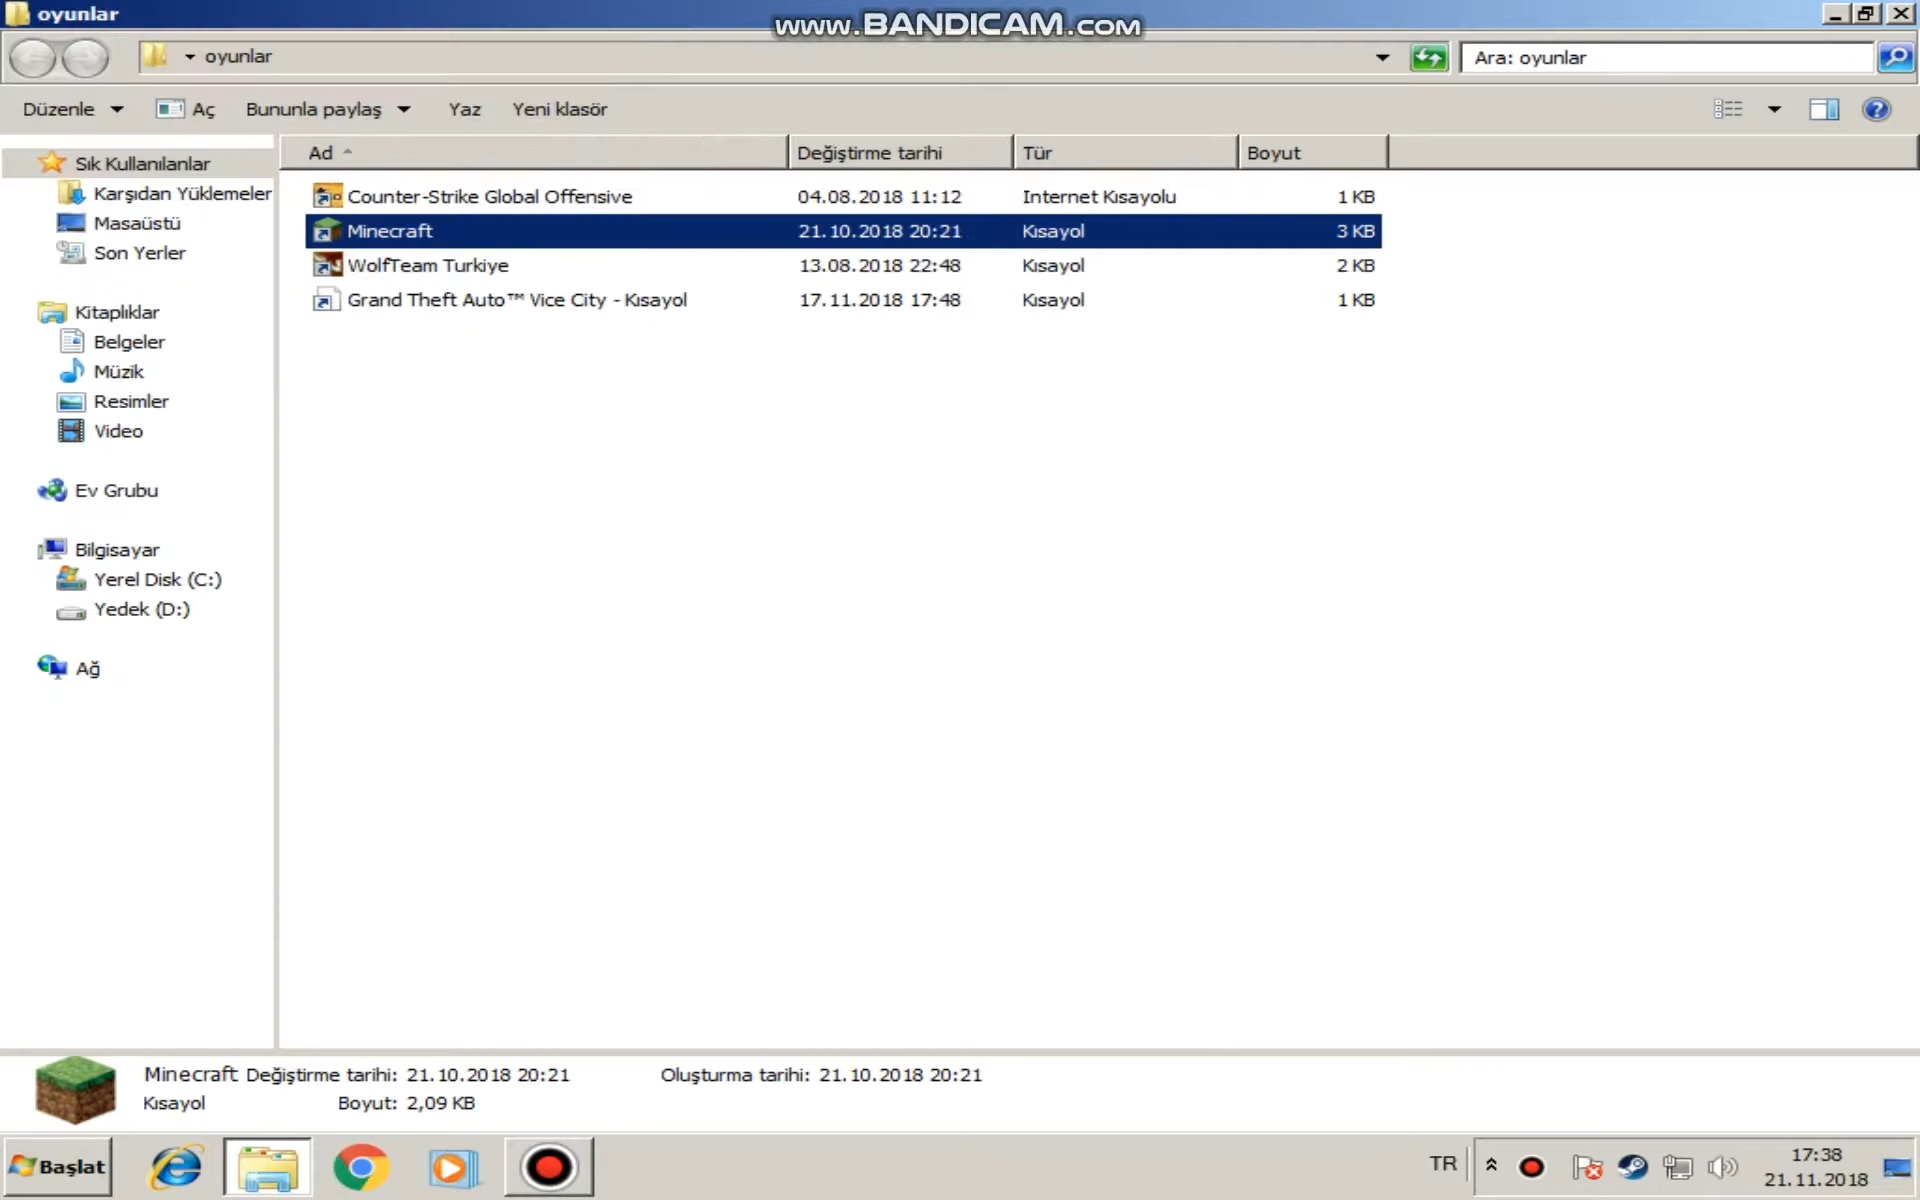 oyunlar
www.BANDICAM.com
oyunlar
Ara: oyunlar
Düzenle Aç Bununla paylaş Yaz Yeni klasör
Ad Değiştirme tarihi Tür Boyut
Sık Kullanılanlar
Karşıdan Yüklemeler
Masaüstü
Son Yerler
Kitaplıklar
Belgeler
Müzik
Resimler
Video
Ev Grubu
Bilgisayar
Yerel Disk (C:)
Yedek (D:)
Ağ
Counter-Strike Global Offensive 04.08.2018 11:12 Internet Kısayolu 1 KB
Minecraft 21.10.2018 20:21 Kısayol 3 KB
WolfTeam Turkiye 13.08.2018 22:48 Kısayol 2 KB
Grand Theft Auto™ Vice City - Kısayol 17.11.2018 17:48 Kısayol 1 KB
Minecraft Değiştirme tarihi: 21.10.2018 20:21 Oluşturma tarihi: 21.10.2018 20:21
Kısayol Boyut: 2,09 KB
Başlat
TR
17:38
21.11.2018